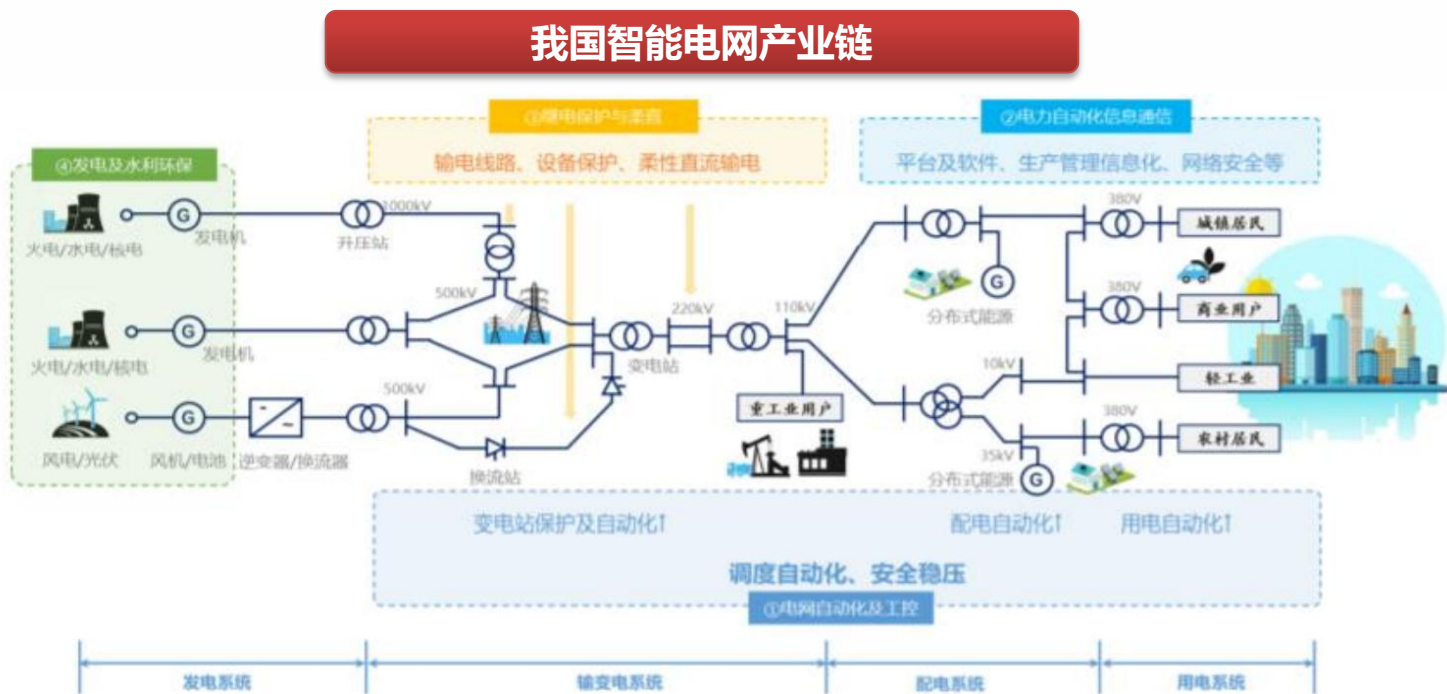 我国智能电网产业链
③继电保护与柔直
②电力自动化信息通信
④发电及水利环保
输电线路、设备保护、柔性直流输电
平台及软件、生产管理信息化、网络安全等
1000kV
380V
G
城镇居民
发电机
升压站
火电/水电/核电
500kV
G
380V
220kV
110kV
分布式能源
商业用户
G
发电机
火电/水电/核电
变电站
10kV
轻工业
500kV
380V
重工业用户
G
农村居民
35kV
风电/光伏
风机/电池
逆变器/换流器
换流站
分布式能源
G
变电站保护及自动化↑
配电自动化↑
用电自动化↑
调度自动化、安全稳压
①电网自动化及工控
发电系统
输变电系统
配电系统
用电系统